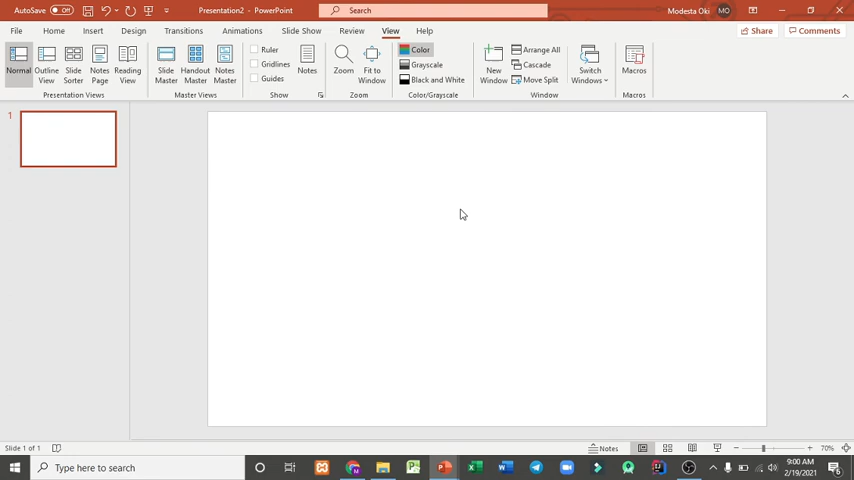 AutoSave Off Presentation2 - PowerPoint Search Modesta Oki MO
File Home Insert Design Transitions Animations Slide Show Review View Help Share Comments
Normal Outline View Slide Sorter Notes Page Reading View
Presentation Views
Slide Master Handout Master Notes Master
Master Views
Ruler
Gridlines
Guides
Notes
Show
Zoom Fit to Window
Zoom
Color
Grayscale
Black and White
Color/Grayscale
New Window
Arrange All
Cascade
Move Split
Switch Windows
Window
Macros
Macros
1
Slide 1 of 1 Notes 70%
Type here to search
9:00 AM
2/19/2021